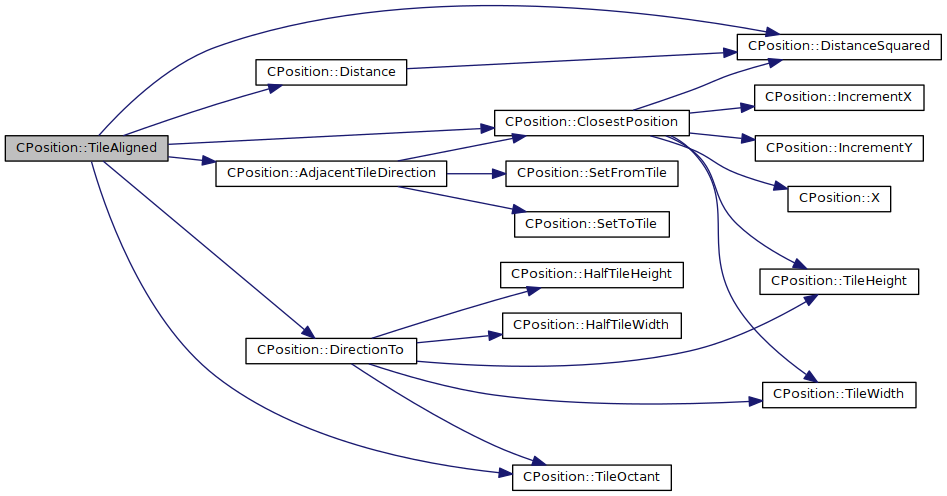 CPosition::TileAligned
CPosition::Distance
CPosition::AdjacentTileDirection
CPosition::DirectionTo
CPosition::ClosestPosition
CPosition::SetFromTile
CPosition::SetToTile
CPosition::HalfTileHeight
CPosition::HalfTileWidth
CPosition::TileOctant
CPosition::DistanceSquared
CPosition::IncrementX
CPosition::IncrementY
CPosition::X
CPosition::TileHeight
CPosition::TileWidth